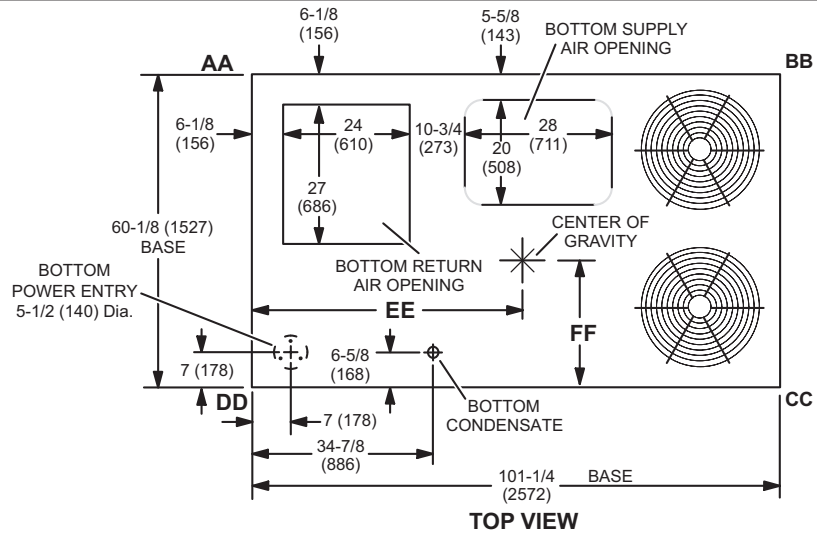 6-1/8
(156)
5-5/8
(143)
BOTTOM SUPPLY
AIR OPENING
AA
BB
6-1/8
(156)
24
(610)
10-3/4
(273)
28
(711)
20
(508)
27
(686)
60-1/8 (1527)
BASE
CENTER OF
GRAVITY
BOTTOM RETURN
AIR OPENING
BOTTOM
POWER ENTRY
5-1/2 (140) Dia.
EE
FF
7 (178)
6-5/8
(168)
DD
CC
7 (178)
BOTTOM
CONDENSATE
34-7/8
(886)
101-1/4
(2572)
BASE
TOP VIEW